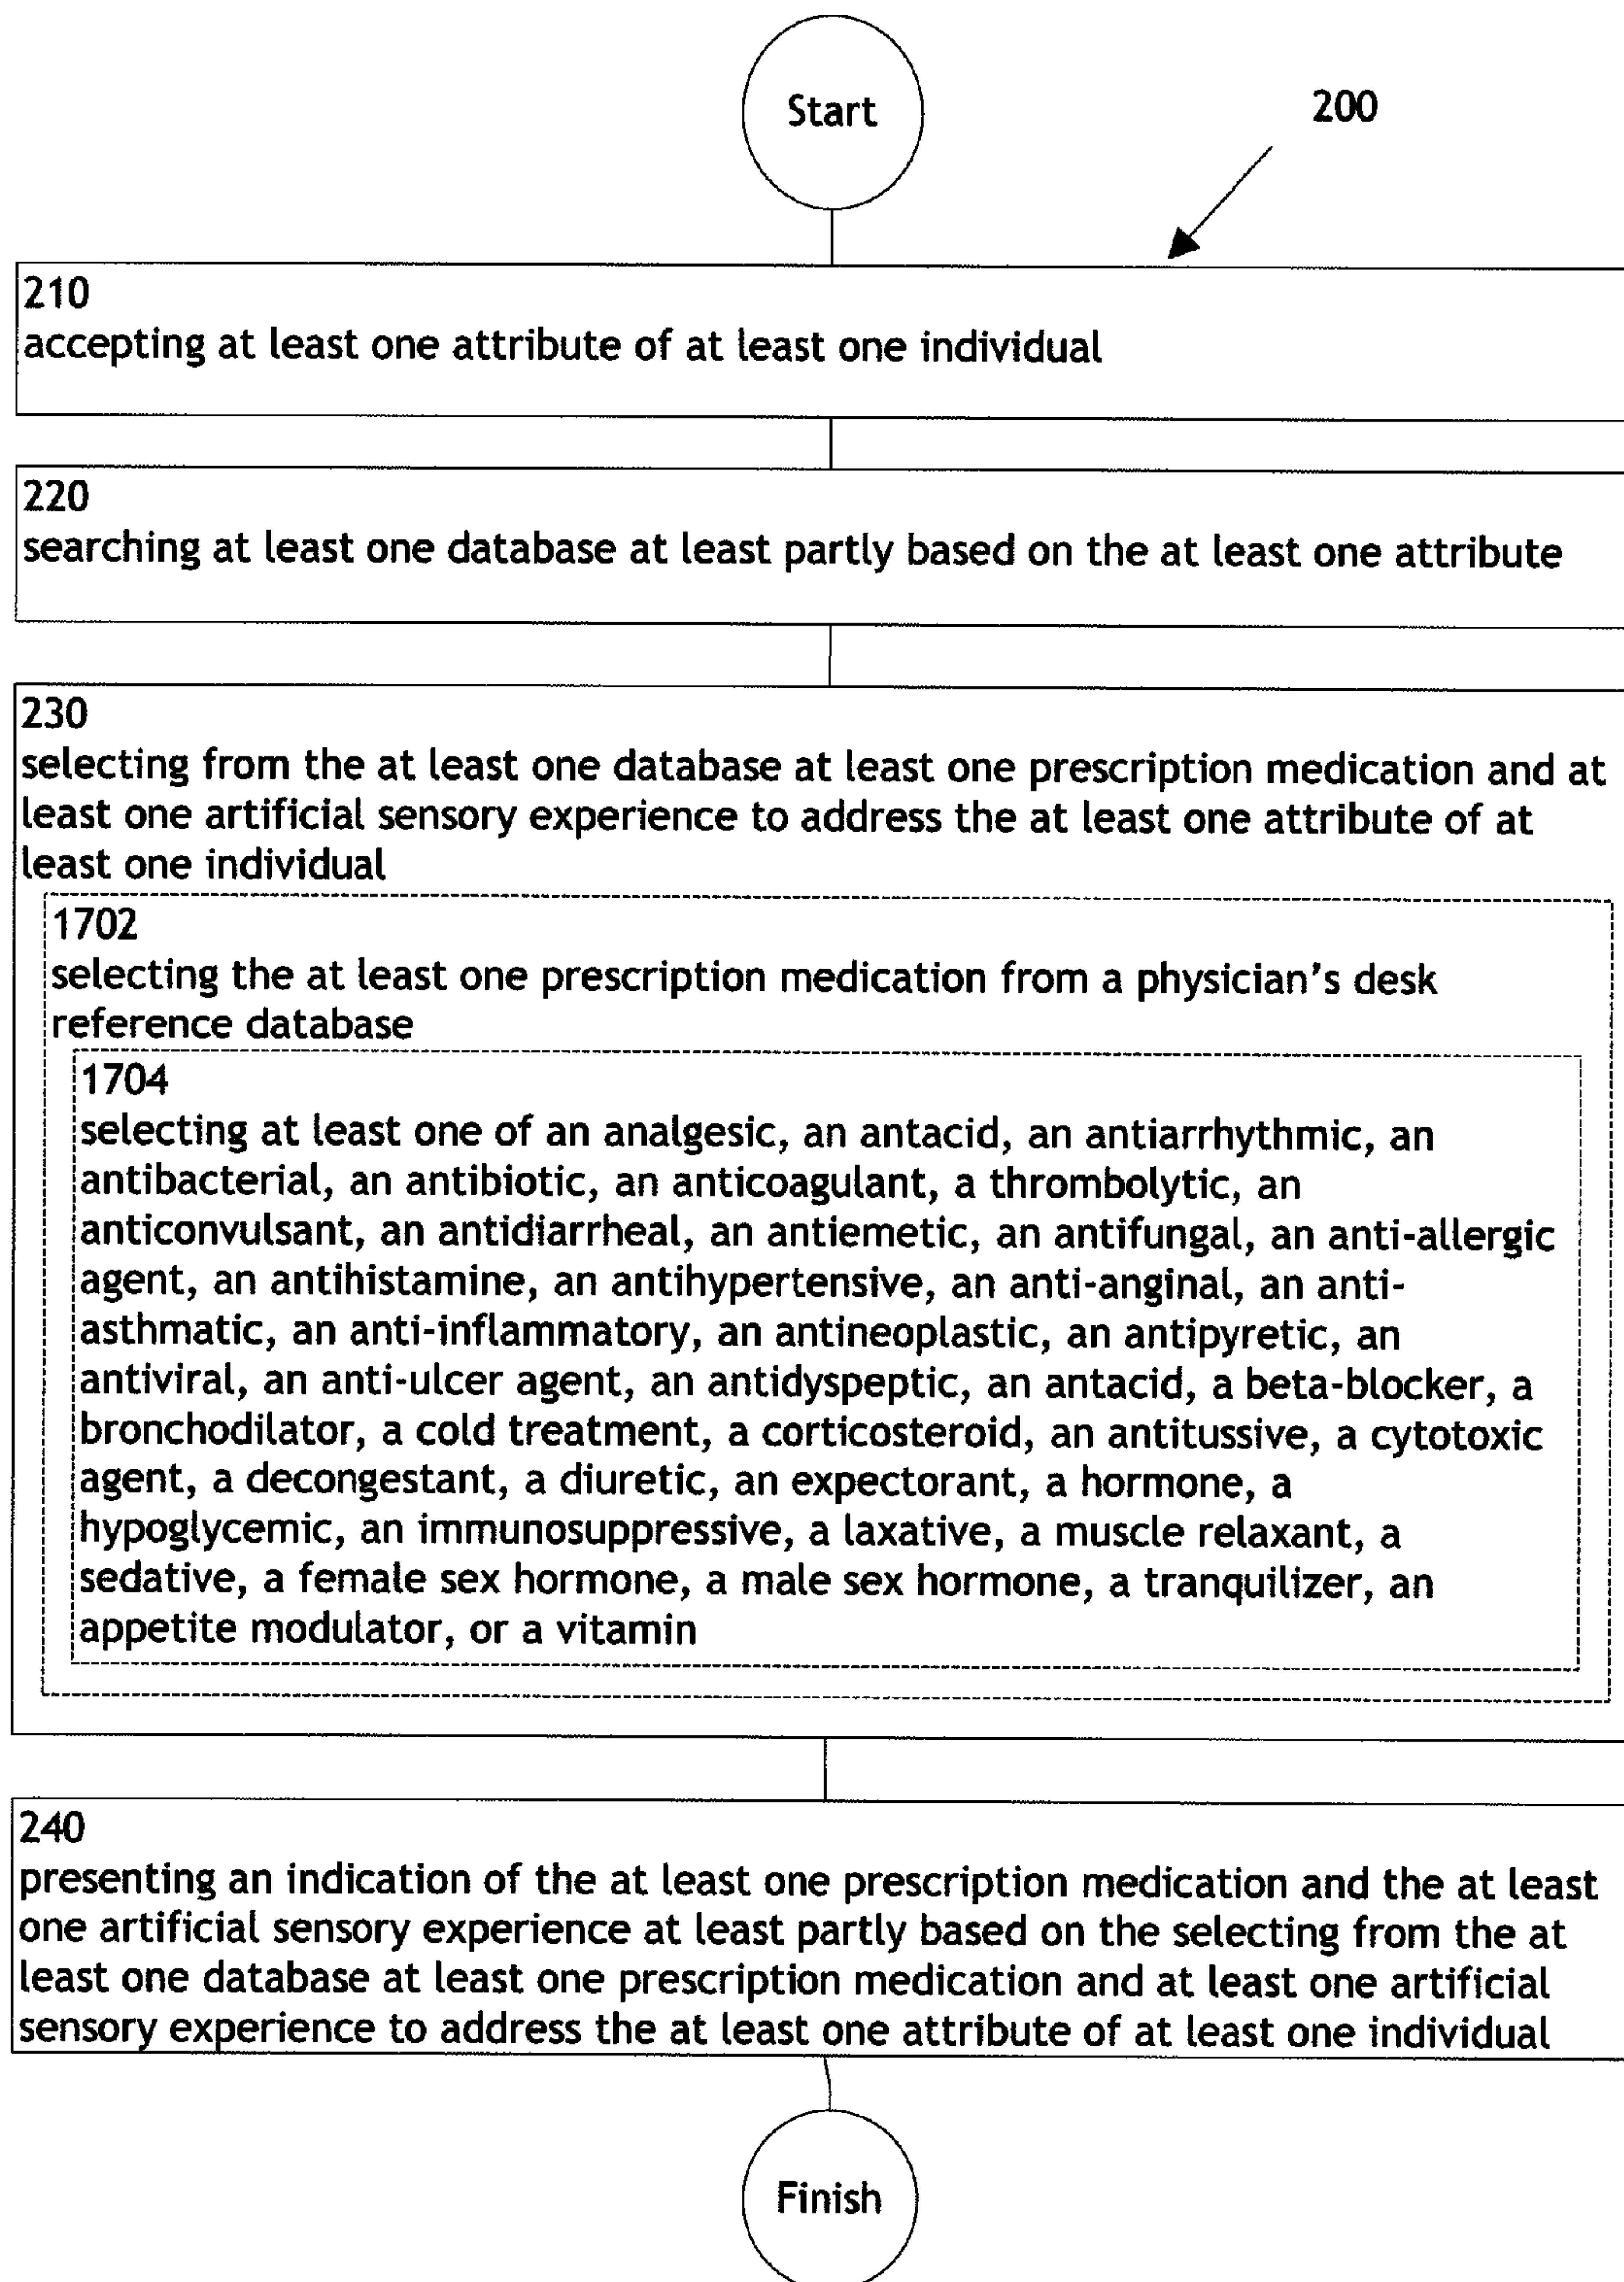 Start
200
210
accepting at least one attribute of at least one individual
220
searching at least one database at least partly based on the at least one attribute
230
selecting from the at least one database at least one prescription medication and at
least one artificial sensory experience to address the at least one attribute of at
least one individual
1702
selecting the at least one prescription medication from a physician's desk
reference database
1704
selecting at least one of an analgesic, an antacid, an antiarrhythmic, an
antibacterial, an antibiotic, an anticoagulant, a thrombolytic, an
anticonvulsant, an antidiarrheal, an antiemetic, an antifungal, an anti-allergic
agent, an antihistamine, an antihypertensive, an anti-anginal, an anti-
asthmatic, an anti-inflammatory, an antineoplastic, an antipyretic, an
antiviral, an anti-ulcer agent, an antidyspeptic, an antacid, a beta-blocker, a
bronchodilator, a cold treatment, a corticosteroid, an antitussive, a cytotoxic
agent, a decongestant, a diuretic, an expectorant, a hormone, a
hypoglycemic, an immunosuppressive, a laxative, a muscle relaxant, a
sedative, a female sex hormone, a male sex hormone, a tranquilizer, an
appetite modulator, or a vitamin
240
presenting an indication of the at least one prescription medication and the at least
one artificial sensory experience at least partly based on the selecting from the at
least one database at least one prescription medication and at least one artificial
sensory experience to address the at least one attribute of at least one individual
Finish